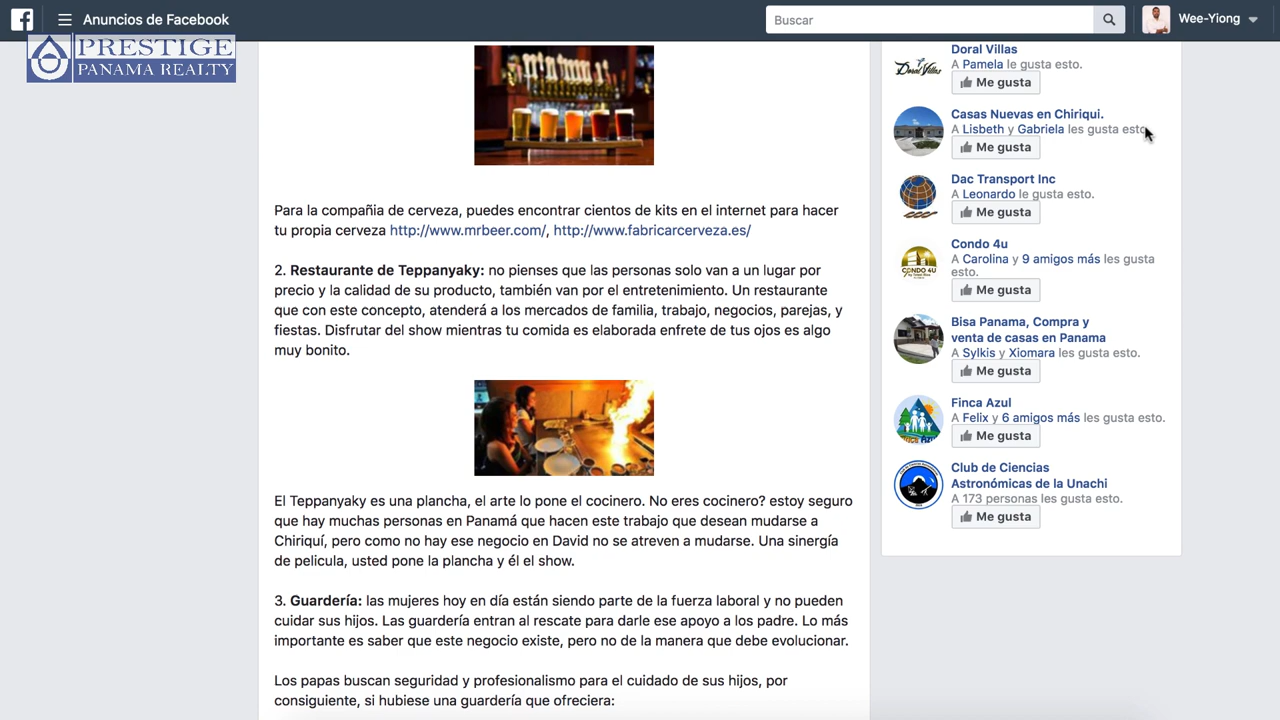 Anuncios de Facebook
Buscar
Wee-Yiong
PRESTIGE
PANAMA REALTY
Para la compañia de cerveza, puedes encontrar cientos de kits en el internet para hacer
tu propia cerveza http://www.mrbeer.com/, http://www.fabricarcerveza.es/
2. Restaurante de Teppanyaky: no pienses que las personas solo van a un lugar por
precio y la calidad de su producto, también van por el entretenimiento. Un restaurante
que con este concepto, atenderá a los mercados de familia, trabajo, negocios, parejas, y
fiestas. Disfrutar del show mientras tu comida es elaborada enfrete de tus ojos es algo
muy bonito.
El Teppanyaky es una plancha, el arte lo pone el cocinero. No eres cocinero? estoy seguro
que hay muchas personas en Panamá que hacen este trabajo que desean mudarse a
Chiriquí, pero como no hay ese negocio en David no se atreven a mudarse. Una sinergía
de pelicula, usted pone la plancha y él el show.
3. Guardería: las mujeres hoy en día están siendo parte de la fuerza laboral y no pueden
cuidar sus hijos. Las guardería entran al rescate para darle ese apoyo a los padre. Lo más
importante es saber que este negocio existe, pero no de la manera que debe evolucionar.
Los papas buscan seguridad y profesionalismo para el cuidado de sus hijos, por
consiguiente, si hubiese una guardería que ofreciera:
Doral Villas
Doral Villas
A Pamela le gusta esto.
Me gusta
Casas Nuevas en Chiriqui.
A Lisbeth y Gabriela les gusta esto.
Me gusta
Dac Transport Inc
A Leonardo le gusta esto.
Me gusta
CONDO 4U
Condo 4u
A Carolina y 9 amigos más les gusta
esto.
Me gusta
Bisa Panama, Compra y
venta de casas en Panama
A Sylkis y Xiomara les gusta esto.
Me gusta
Finca Azul
A Felix y 6 amigos más les gusta esto.
Me gusta
Club de Ciencias
Astronómicas de la Unachi
A 173 personas les gusta esto.
Me gusta